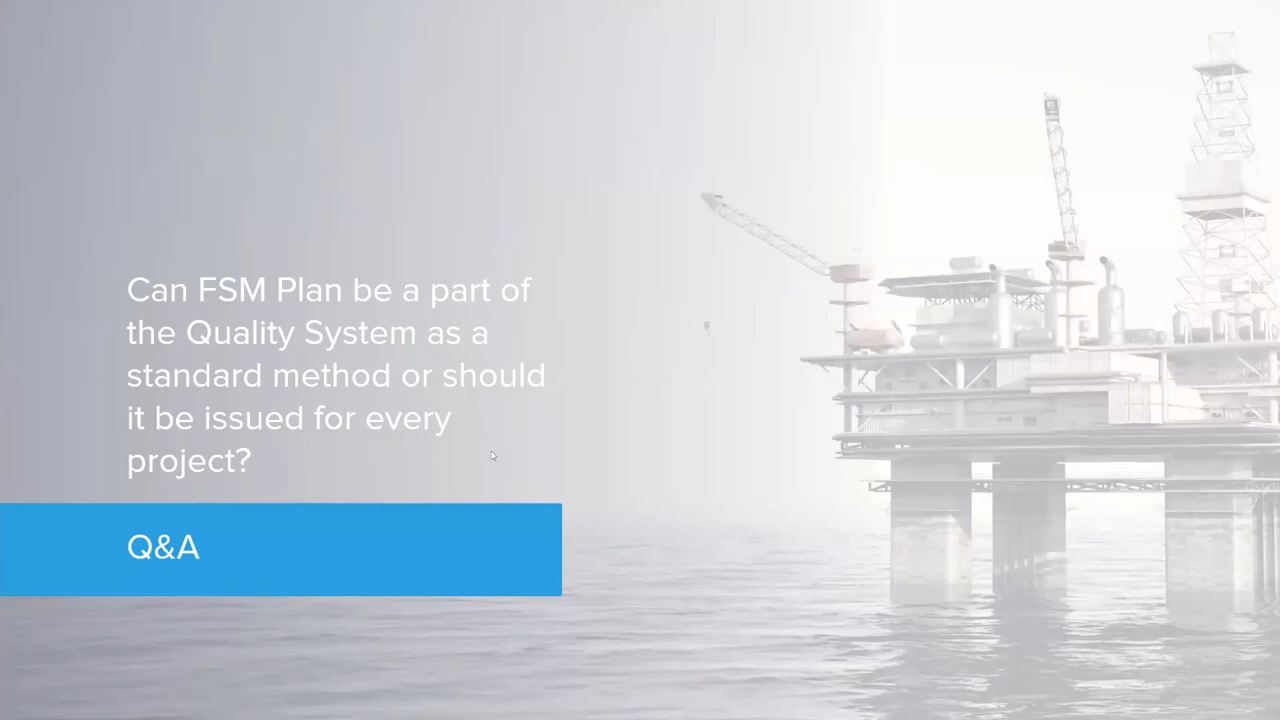 Can FSM Plan be a part of
the Quality System as a
standard method or should
it be issued for every
project?
Q&A